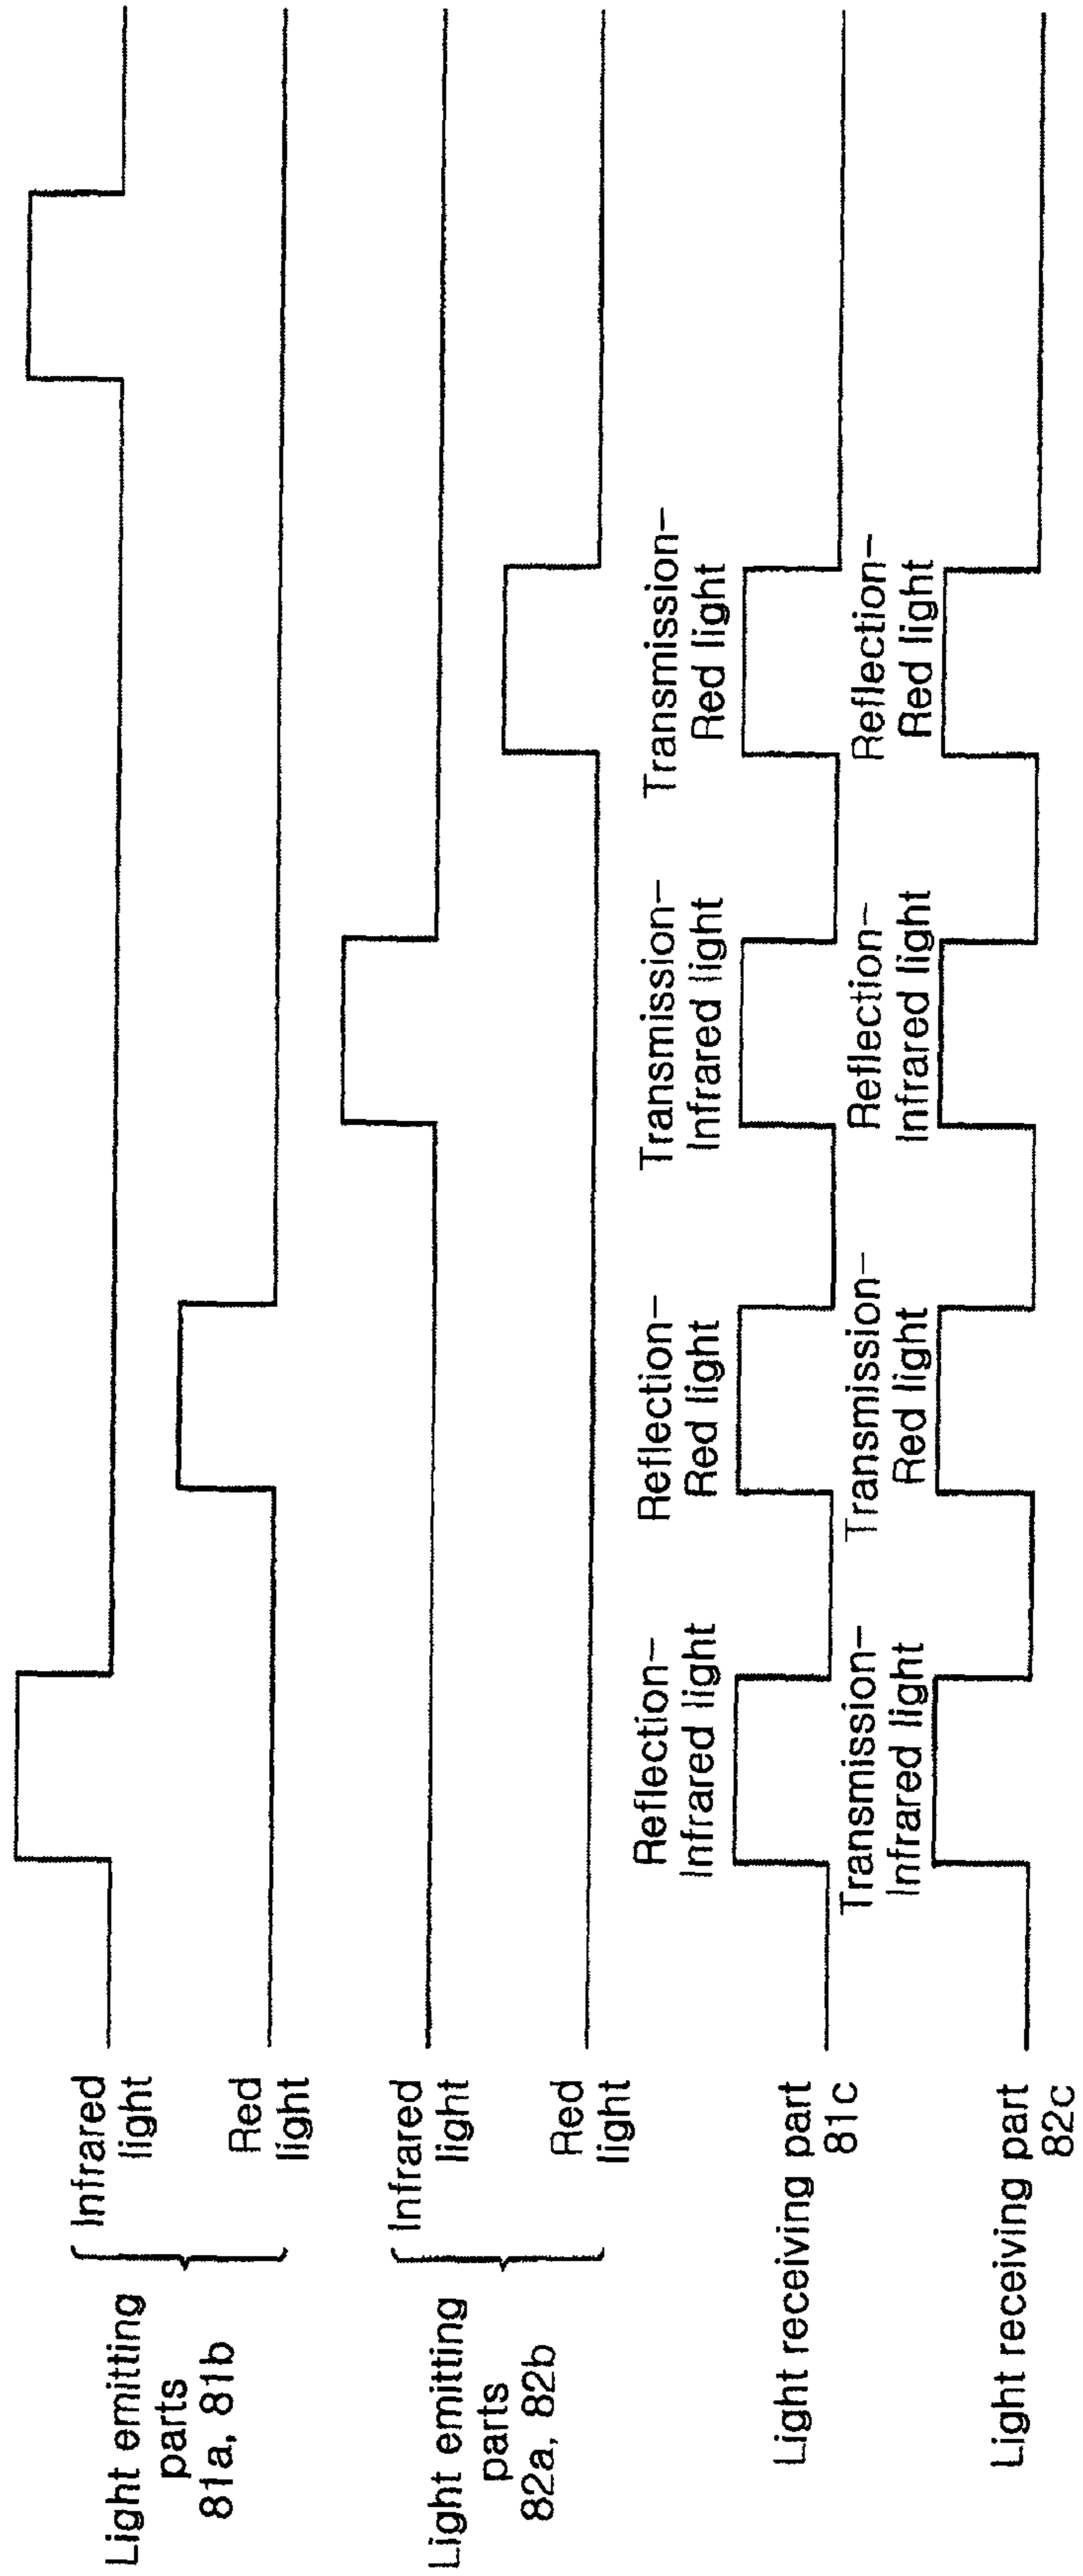 Light emitting
parts
81a, 81b
Infrared
light
Red
light
Light emitting
parts
82a, 82b
Infrared
light
Red
light
Light receiving part
81c
Reflection-
Infrared light
Reflection-
Red light
Transmission-
Infrared light
Transmission-
Red light
Light receiving part
82c
Transmission-
Infrared light
Transmission-
Red light
Reflection-
Infrared light
Reflection-
Red light